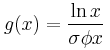 g(x) = \frac{\ln x}{\sigma \phi x}